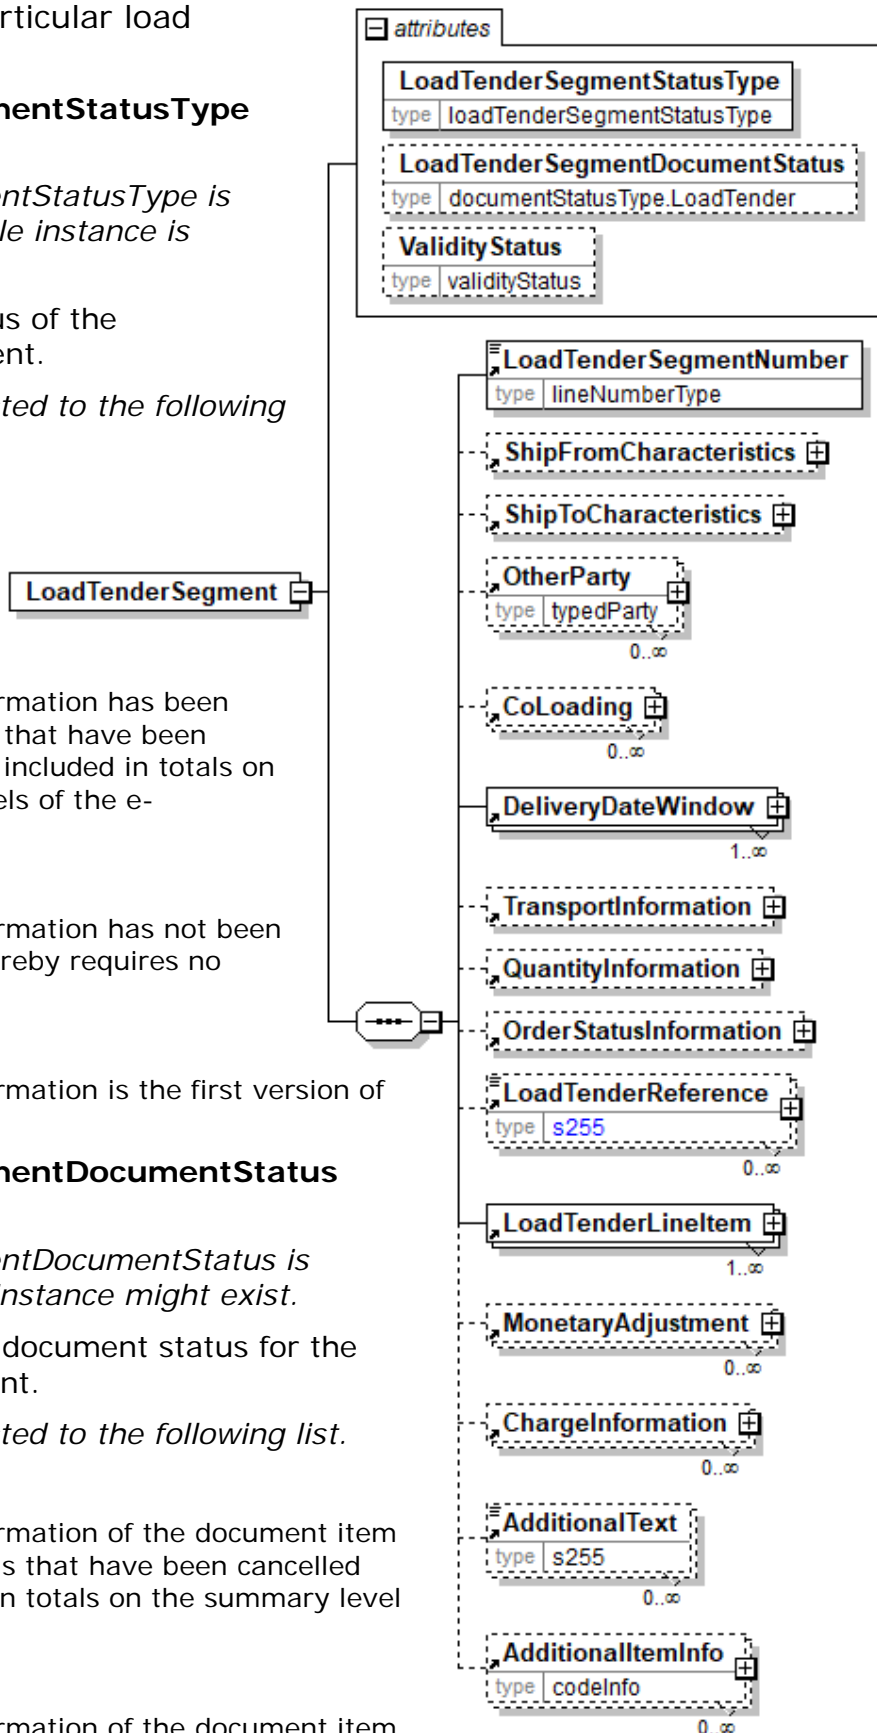 rticular load
nentStatusType
entStatusType is
le instance is
us of the
ent.
ted to the following
rmation has been
that have been
included in totals on
els of the e-
rmation has not been
reby requires no
rmation is the first version of
nentDocumentStatus
entDocumentStatus is
instance might exist.
document status for the
nt.
ted to the following list.
rmation of the document item
s that have been cancelled
n totals on the summary level
rmation of the document item
LoadTenderSegment
attributes
LoadTenderSegmentStatusType
type loadTenderSegmentStatusType
LoadTenderSegmentDocumentStatus
type documentStatusType.LoadTender
ValidityStatus
type validityStatus
LoadTenderSegmentNumber
type lineNumberType
ShipFromCharacteristics
ShipToCharacteristics
OtherParty
type typedParty
0..∞
CoLoading
0..∞
DeliveryDateWindow
1..∞
TransportInformation
QuantityInformation
OrderStatusInformation
LoadTenderReference
type s255
0..∞
LoadTenderLineItem
1..∞
MonetaryAdjustment
0..∞
ChargeInformation
0..∞
AdditionalText
type s255
0..∞
AdditionalItemInfo
type codeInfo
0..∞